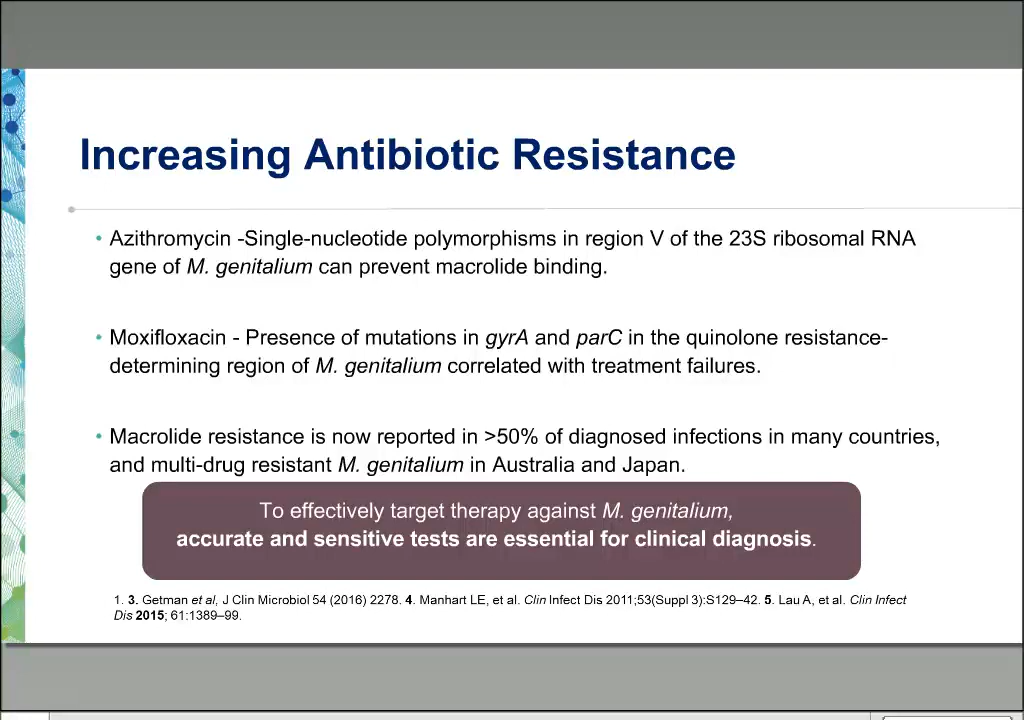 Increasing Antibiotic Resistance
• Azithromycin -Single-nucleotide polymorphisms in region V of the 23S ribosomal RNA
gene of M. genitalium can prevent macrolide binding.
• Moxifloxacin - Presence of mutations in gyrA and parC in the quinolone resistance-
determining region of M. genitalium correlated with treatment failures.
• Macrolide resistance is now reported in >50% of diagnosed infections in many countries,
and multi-drug resistant M. genitalium in Australia and Japan.
To effectively target therapy against M. genitalium,
accurate and sensitive tests are essential for clinical diagnosis.
1. 3. Getman et al, J Clin Microbiol 54 (2016) 2278. 4. Manhart LE, et al. Clin Infect Dis 2011;53(Suppl 3):S129–42. 5. Lau A, et al. Clin Infect
Dis 2015; 61:1389–99.